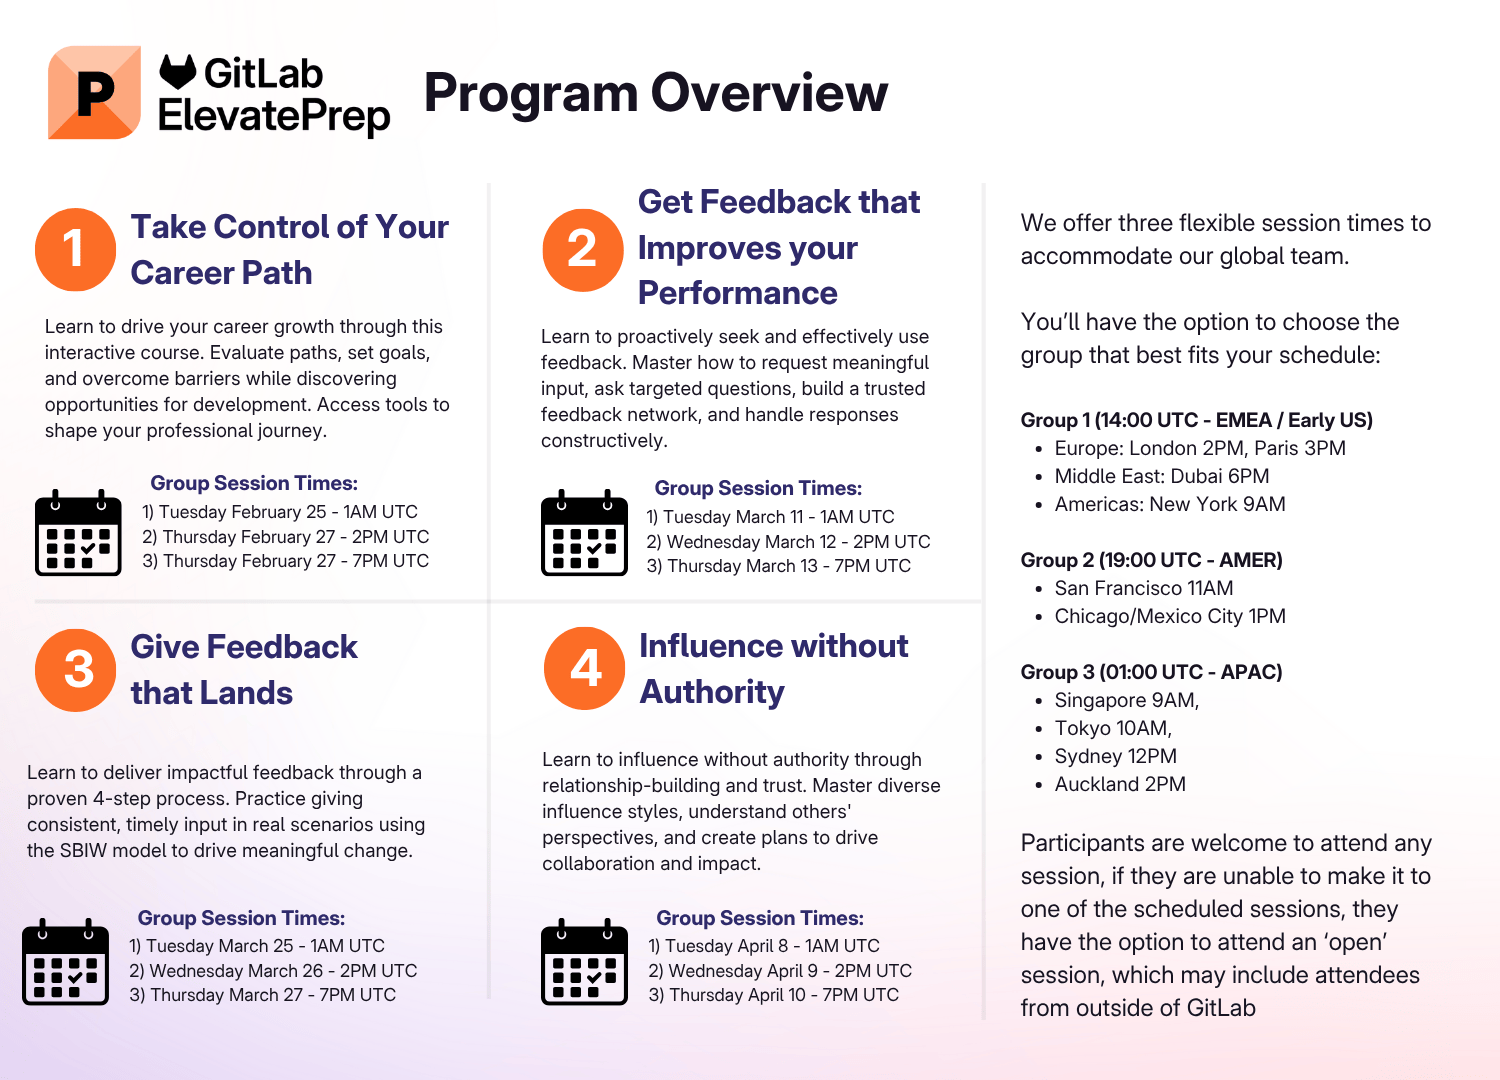 P
GitLab
ElevatePrep
Program Overview
1
Take Control of Your
Career Path
Learn to drive your career growth through this
interactive course. Evaluate paths, set goals,
and overcome barriers while discovering
opportunities for development. Access tools to
shape your professional journey.
Group Session Times:
1) Tuesday February 25 - 1AM UTC
2) Thursday February 27 - 2PM UTC
3) Thursday February 27 - 7PM UTC
2
Get Feedback that
Improves your
Performance
Learn to proactively seek and effectively use
feedback. Master how to request meaningful
input, ask targeted questions, build a trusted
feedback network, and handle responses
constructively.
Group Session Times:
1) Tuesday March 11 - 1AM UTC
2) Wednesday March 12 - 2PM UTC
3) Thursday March 13 - 7PM UTC
3
Give Feedback
that Lands
Learn to deliver impactful feedback through a
proven 4-step process. Practice giving
consistent, timely input in real scenarios using
the SBIW model to drive meaningful change.
Group Session Times:
1) Tuesday March 25 - 1AM UTC
2) Wednesday March 26 - 2PM UTC
3) Thursday March 27 - 7PM UTC
4
Influence without
Authority
Learn to influence without authority through
relationship-building and trust. Master diverse
influence styles, understand others'
perspectives, and create plans to drive
collaboration and impact.
Group Session Times:
1) Tuesday April 8 - 1AM UTC
2) Wednesday April 9 - 2PM UTC
3) Thursday April 10 - 7PM UTC
We offer three flexible session times to
accommodate our global team.
You’ll have the option to choose the
group that best fits your schedule:
Group 1 (14:00 UTC - EMEA / Early US)
• Europe: London 2PM, Paris 3PM
• Middle East: Dubai 6PM
• Americas: New York 9AM
Group 2 (19:00 UTC - AMER)
• San Francisco 11AM
• Chicago/Mexico City 1PM
Group 3 (01:00 UTC - APAC)
• Singapore 9AM,
• Tokyo 10AM,
• Sydney 12PM
• Auckland 2PM
Participants are welcome to attend any
session, if they are unable to make it to
one of the scheduled sessions, they
have the option to attend an ‘open’
session, which may include attendees
from outside of GitLab